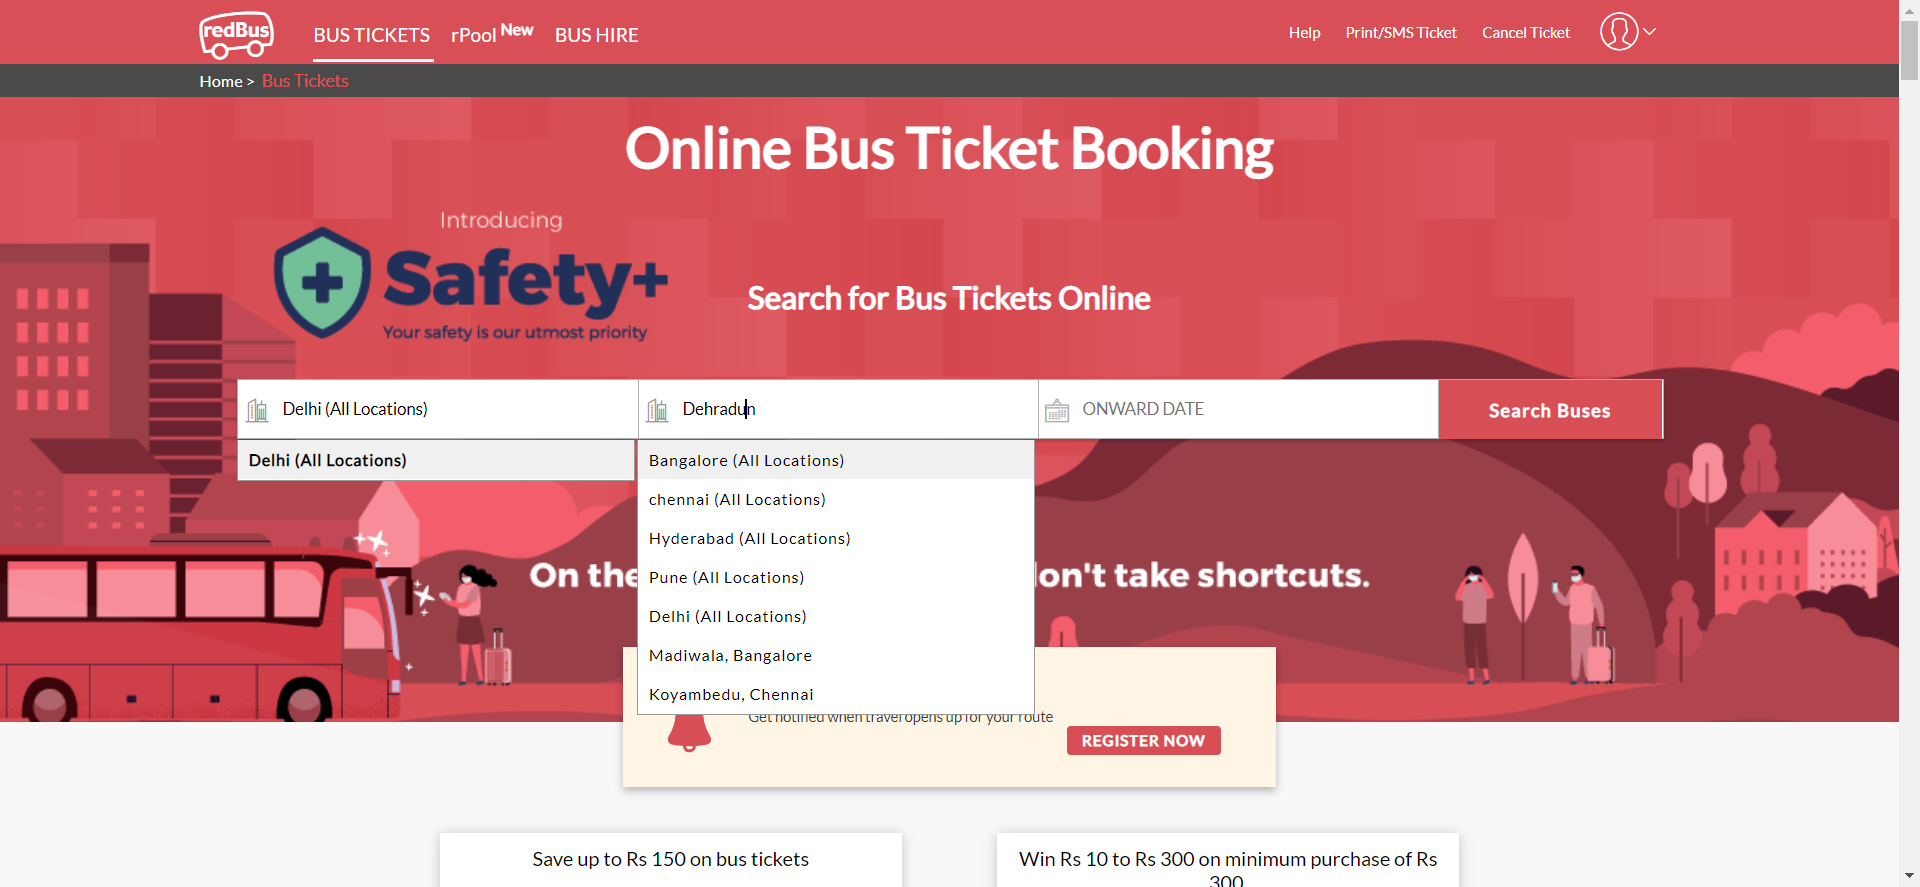 redBus
BUS TICKETS
rPool New
BUS HIRE
Help
Print/SMS Ticket
Cancel Ticket
Home > Bus Tickets
Online Bus Ticket Booking
Introducing
Safety+
Your safety is our utmost priority
Search for Bus Tickets Online
Delhi (All Locations)
Dehradun
ONWARD DATE
Search Buses
Delhi (All Locations)
Bangalore (All Locations)
chennai (All Locations)
Hyderabad (All Locations)
Pune (All Locations)
Delhi (All Locations)
Madiwala, Bangalore
Koyambedu, Chennai
On the
on't take shortcuts.
Get notified when travel opens up for your route
REGISTER NOW
Save up to Rs 150 on bus tickets
Win Rs 10 to Rs 300 on minimum purchase of Rs
300